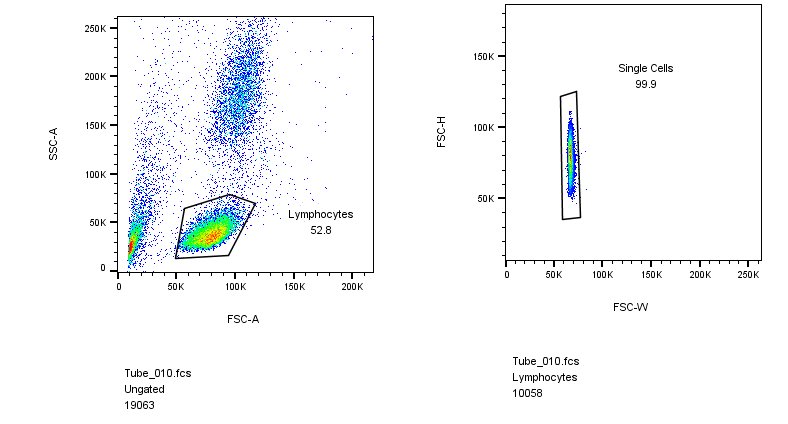 250K
200K
150K
100K
50K
0
SSC-A
Lymphocytes
52.8
0
50K
100K
150K
200K
FSC-A
Tube_010.fcs
Ungated
19063
150K
100K
50K
FSC-H
Single Cells
99.9
0
50K
100K
150K
200K
250K
FSC-W
Tube_010.fcs
Lymphocytes
10058